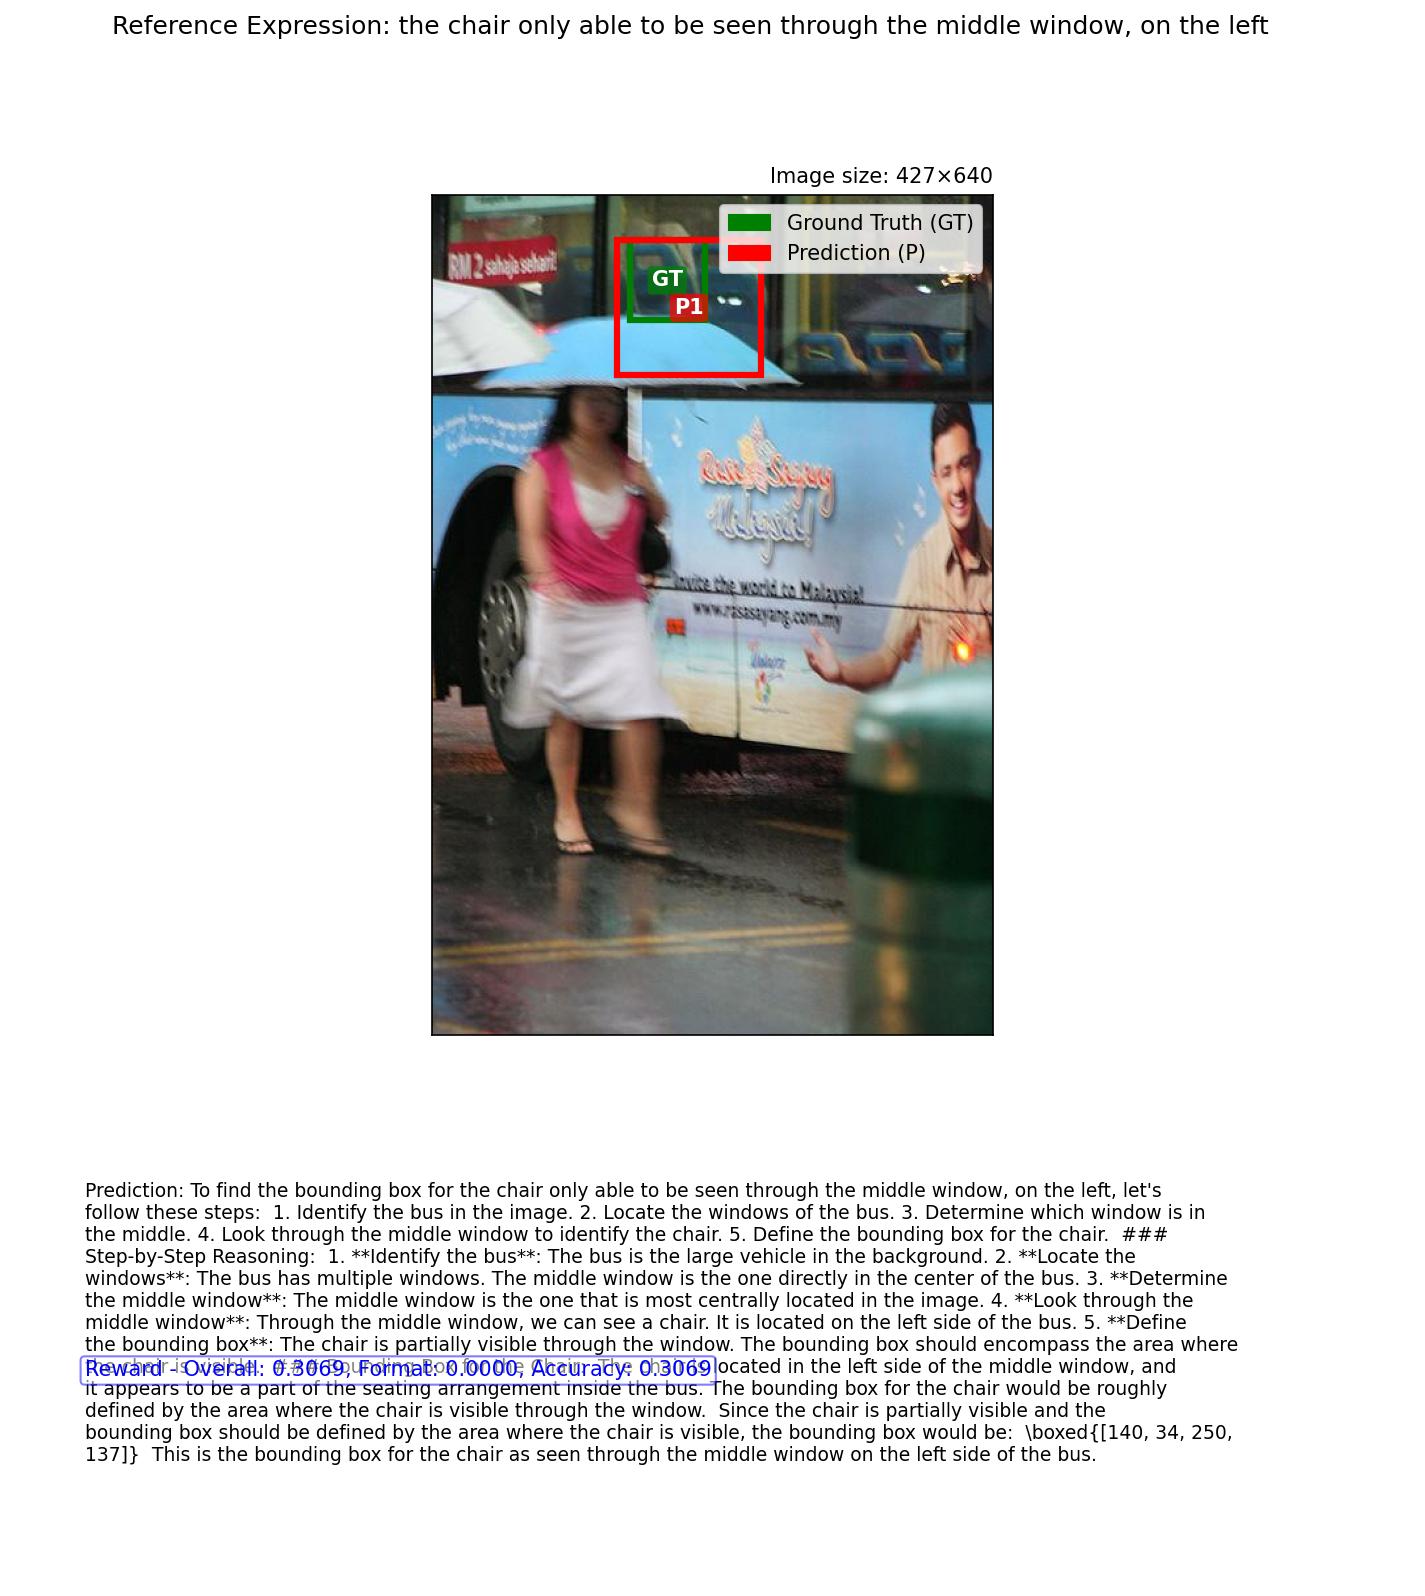 Reference Expression: the chair only able to be seen through the middle window, on the left
Image size: 427×640
Ground Truth (GT)
Prediction (P)
RM 2 sahaja sehari!
GT
P1
Rasa Sayang
Malaysia!
Invite the world to Malaysia!
www.rasasayang.com.my
Prediction: To find the bounding box for the chair only able to be seen through the middle window, on the left, let's
follow these steps:  1. Identify the bus in the image. 2. Locate the windows of the bus. 3. Determine which window is in
the middle. 4. Look through the middle window to identify the chair. 5. Define the bounding box for the chair.  ###
Step-by-Step Reasoning:  1. **Identify the bus**: The bus is the large vehicle in the background. 2. **Locate the
windows**: The bus has multiple windows. The middle window is the one directly in the center of the bus. 3. **Determine
the middle window**: The middle window is the one that is most centrally located in the image. 4. **Look through the
middle window**: Through the middle window, we can see a chair. It is located on the left side of the bus. 5. **Define
the bounding box**: The chair is partially visible through the window. The bounding box should encompass the area where
the chair is visible.  ### Bounding Box for the Chair:  The chair is located in the left side of the middle window, and
Reward - Overall: 0.3069, Format: 0.0000, Accuracy: 0.3069
it appears to be a part of the seating arrangement inside the bus. The bounding box for the chair would be roughly
defined by the area where the chair is visible through the window.  Since the chair is partially visible and the
bounding box should be defined by the area where the chair is visible, the bounding box would be:  \boxed{[140, 34, 250,
137]}  This is the bounding box for the chair as seen through the middle window on the left side of the bus.